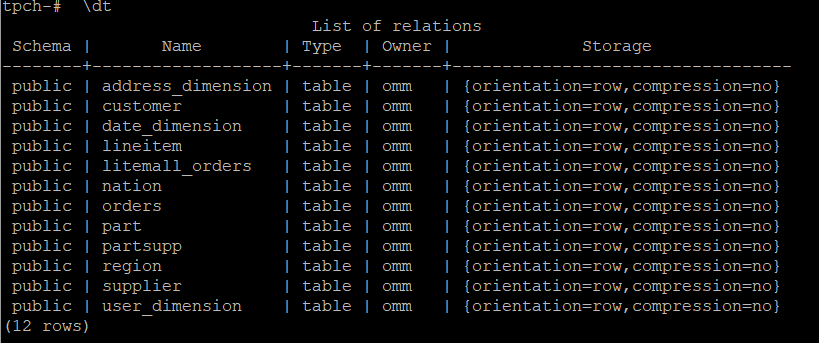 tpch-#  \dt
                               List of relations
 Schema |       Name        | Type  | Owner |             Storage
--------+-------------------+-------+-------+----------------------------------
 public | address_dimension | table | omm   | {orientation=row,compression=no}
 public | customer          | table | omm   | {orientation=row,compression=no}
 public | date_dimension    | table | omm   | {orientation=row,compression=no}
 public | lineitem          | table | omm   | {orientation=row,compression=no}
 public | litemall_orders   | table | omm   | {orientation=row,compression=no}
 public | nation            | table | omm   | {orientation=row,compression=no}
 public | orders            | table | omm   | {orientation=row,compression=no}
 public | part              | table | omm   | {orientation=row,compression=no}
 public | partsupp          | table | omm   | {orientation=row,compression=no}
 public | region            | table | omm   | {orientation=row,compression=no}
 public | supplier          | table | omm   | {orientation=row,compression=no}
 public | user_dimension    | table | omm   | {orientation=row,compression=no}
(12 rows)